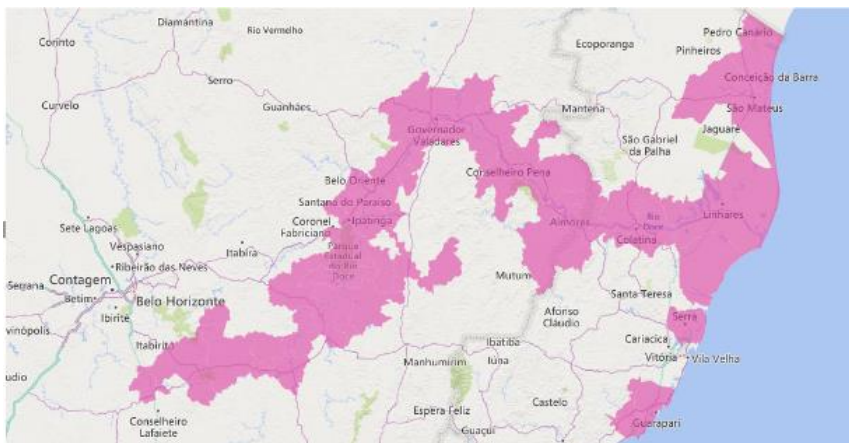 Diamantina
Rio Vermelho
Corinto
Pedro Canário
Ecoporanga
Pinheiros
Serro
Conceição da Barra
Curvelo
Guanhães
Mantena
São Mateus
Governador
Valadares
Jaguaré
São Gabriel
da Palha
Conselheiro Pena
Belo Oriente
Santana do Paraíso
Ipatinga
Coronel
Fabriciano
Aimorés
Rio
Doce
Linhares
Sete Lagoas
Itabira
Parque
Estadual
do Rio
Doce
Colatina
Vespasiano
Ribeirão das Neves
Mutum
Contagem
Santa Teresa
Serrana
Betim
Belo Horizonte
Ibirité
Afonso
Cláudio
Serra
Cariacica
vinópolis
Itabirito
Ibatiba
Vitória
Vila Velha
Manhumirim
Iúna
udio
Castelo
Conselheiro
Lafaiete
Espera Feliz
Guarapari
Guaçuí